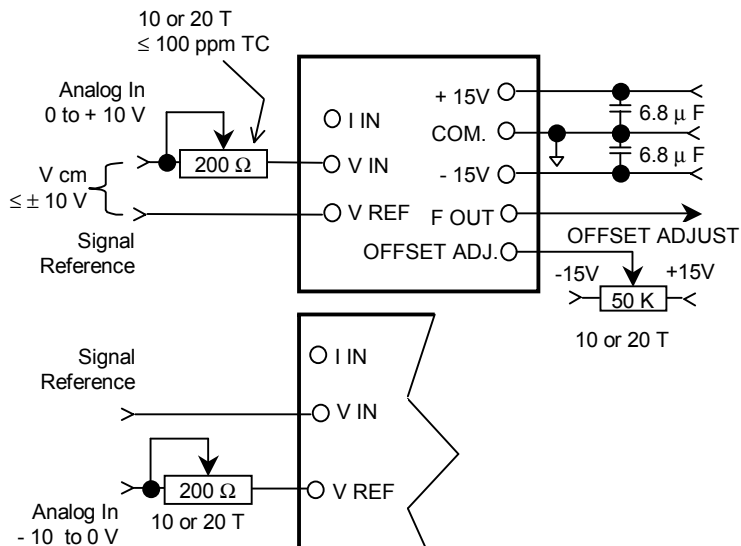 10 or 20 T
≤ 100 ppm TC
Analog In
0 to + 10 V
200 Ω
V cm
≤ ± 10 V
Signal
Reference
I IN
V IN
V REF
+ 15V
COM.
- 15V
F OUT
OFFSET ADJ.
6.8 μ F
6.8 μ F
OFFSET ADJUST
-15V
+15V
50 K
10 or 20 T
Signal
Reference
I IN
V IN
V REF
200 Ω
10 or 20 T
Analog In
- 10 to 0 V